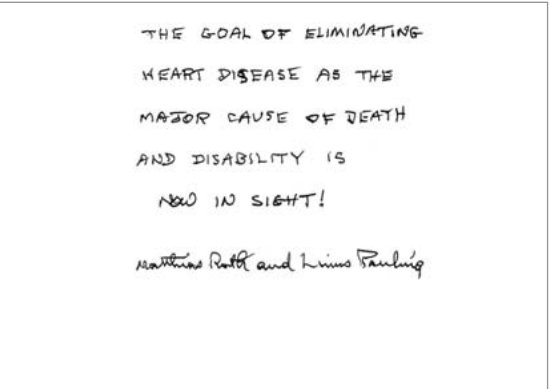 THE GOAL OF ELIMINATING
HEART DISEASE AS THE
MAJOR CAUSE OF DEATH
AND DISABILITY IS
NOW IN SIGHT!
Matthias Rath and Linus Pauling